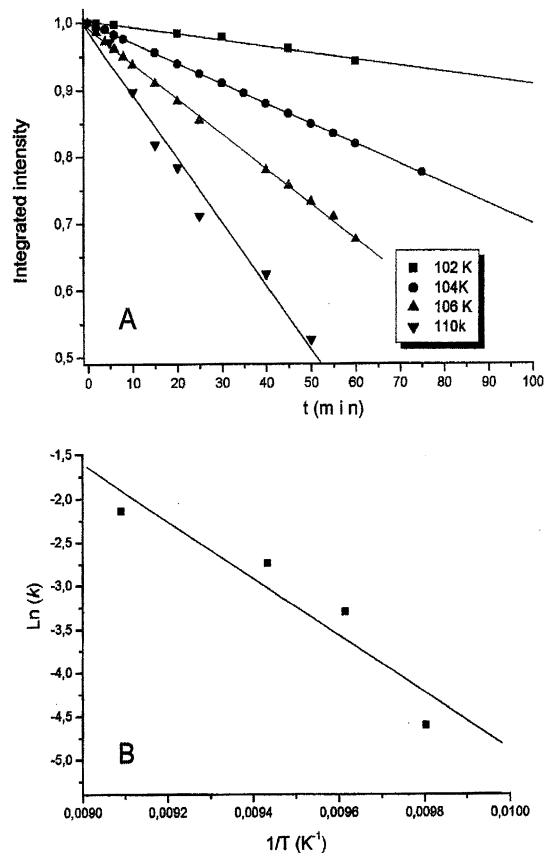 1,0
0,9
0,8
0,7
0,6
0,5
Integrated intensity
A
102 K
104K
106 K
110k
0 10 20 30 40 50 60 70 80 90 100
t (m i n)
-1,5
-2,0
-2,5
-3,0
-3,5
-4,0
-4,5
-5,0
Ln (k)
B
0,0090 0,0092 0,0094 0,0096 0,0098 0,0100
1/T (K⁻¹)